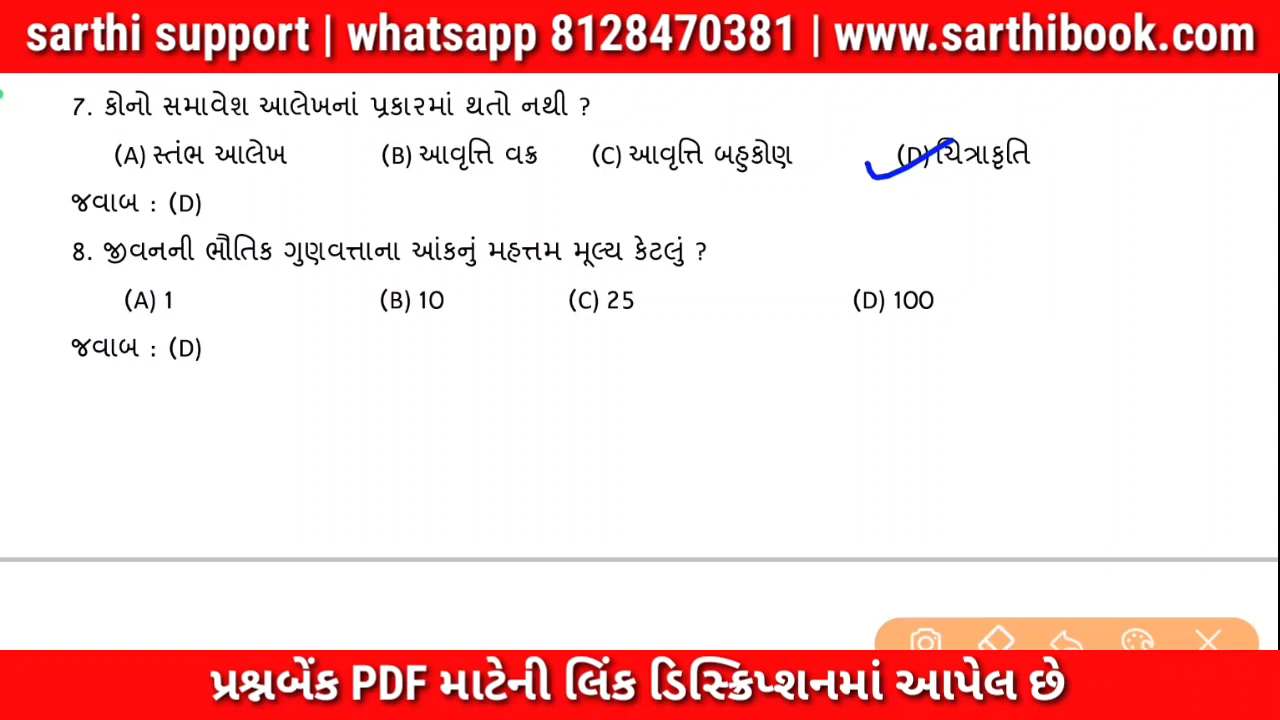 sarthi support | whatsapp 8128470381 | www.sarthibook.com
7. કોનો સમાવેશ આલેખનાં પ્રકારમાં થતો નથી ?
(A) સ્તંભ આલેખ (B) આવૃત્તિ વક્ર (C) આવૃત્તિ બહુકોણ (D) ચિત્રાકૃતિ
જવાબ : (D)
8. જીવનની ભૌતિક ગુણવત્તાના આંકનું મહત્તમ મૂલ્ય કેટલું ?
(A) 1 (B) 10 (C) 25 (D) 100
જવાબ : (D)
પ્રશ્નબેંક PDF માટેની લિંક ડિસ્ક્રિપ્શનમાં આપેલ છે